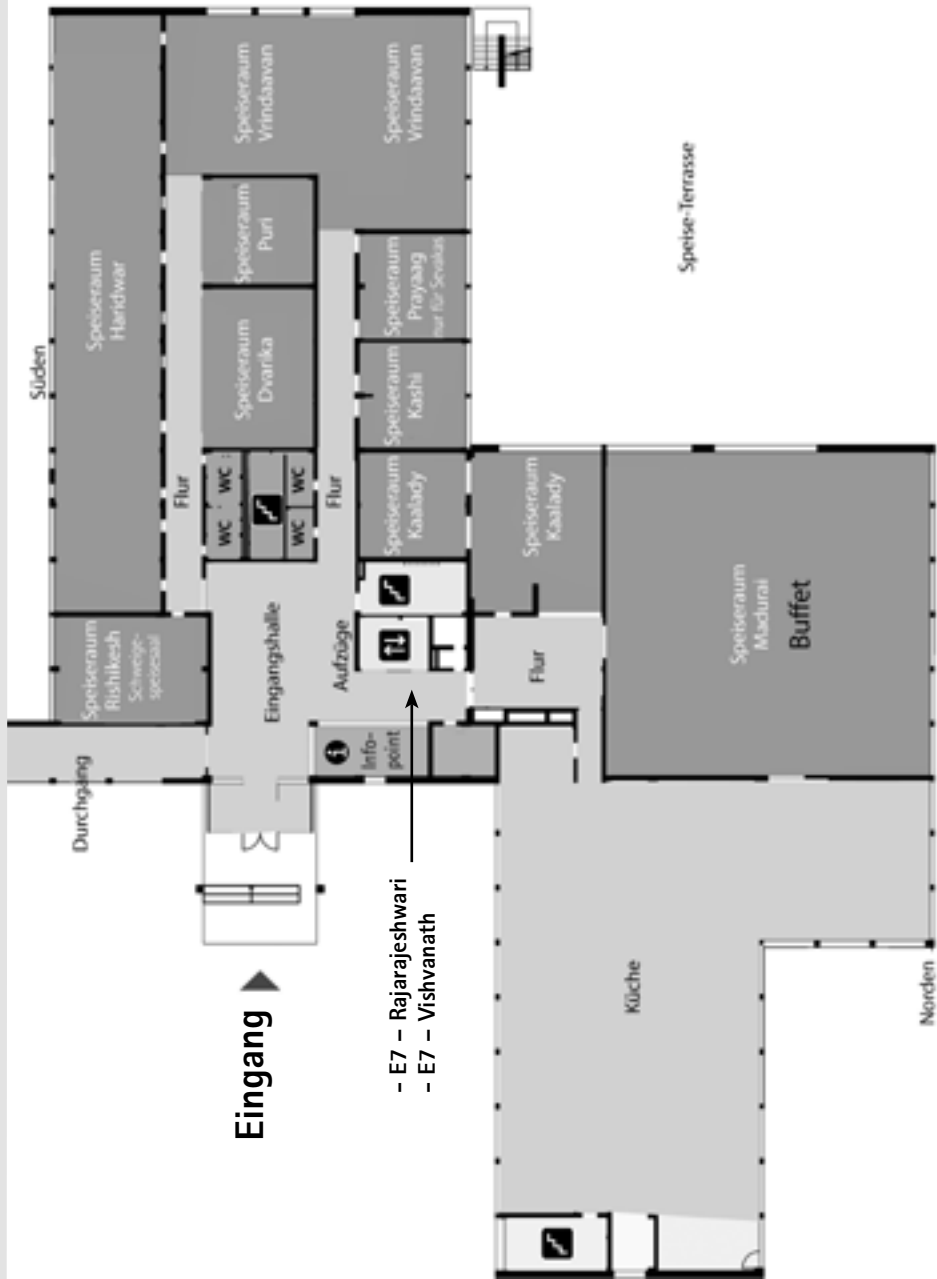 Süden
Speiseraum
Haridwar
Speiseraum
Rishikesh
Schweige-
speisesaal
Durchgang
Speiseraum
Vrindaavan
Speiseraum
Vrindaavan
Speiseraum
Puri
Speiseraum
Dvarika
Flur
WC
WC
WC
WC
Flur
Eingangshalle
Aufzüge
Info-
point
Eingang
- E7 – Rajarajeshwari
- E7 – Vishvanath
Speiseraum
Prayaag
nur für Sevakas
Speiseraum
Kashi
Speiseraum
Kaalady
Speiseraum
Kaalady
Flur
Speise-Terrasse
Speiseraum
Madurai
Buffet
Küche
Norden